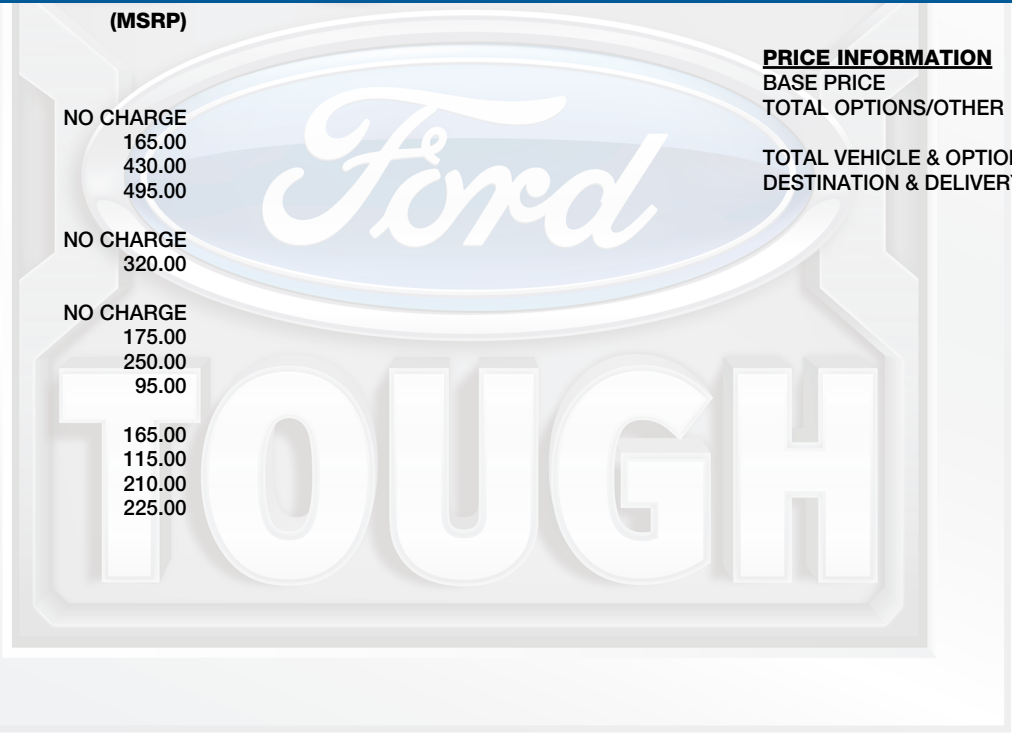 (MSRP)
NO CHARGE
165.00
430.00
495.00
NO CHARGE
320.00
NO CHARGE
175.00
250.00
95.00
165.00
115.00
210.00
225.00
PRICE INFORMATION
BASE PRICE
TOTAL OPTIONS/OTHER
TOTAL VEHICLE & OPTION
DESTINATION & DELIVERY
Ford
TOUGH